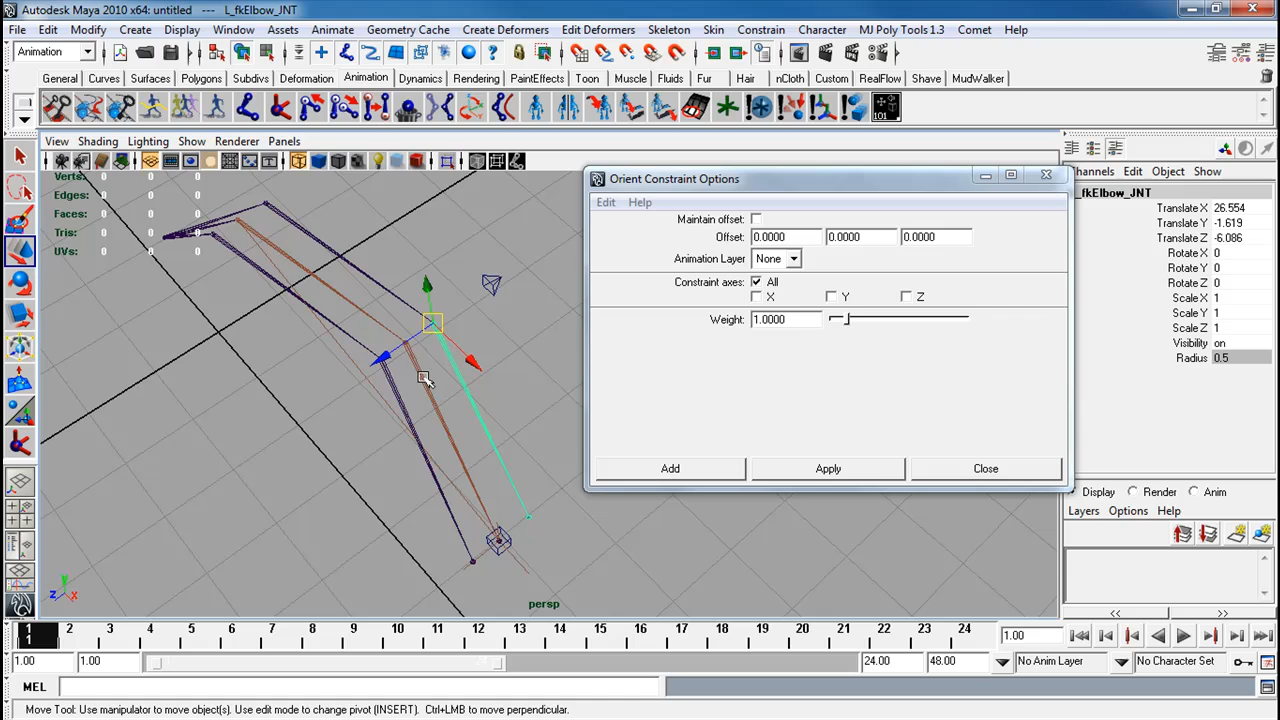 Autodesk Maya 2010 x64: untitled --- L_fkElbow_JNT
File Edit Modify Create Display Window Assets Animate Geometry Cache Create Deformers Edit Deformers Skeleton Skin Constrain Character MJ Poly Tools 1.3 Comet Help
Animation
General Curves Surfaces Polygons Subdivs Deformation Animation Dynamics Rendering PaintEffects Toon Muscle Fluids Fur Hair nCloth Custom RealFlow Shave MudWalker
101
View Shading Lighting Show Renderer Panels
Verts: 0 0 0
Edges: 0 0 0
Faces: 0 0 0
Tris: 0 0 0
UVs: 0 0 0
Orient Constraint Options
Edit Help
Maintain offset:
Offset: 0.0000 0.0000 0.0000
Animation Layer None
Constraint axes: All
X Y Z
Weight: 1.0000
Add Apply Close
hannels Edit Object Show
_fkElbow_JNT
Translate X 26.554
Translate Y -1.619
Translate Z -6.086
Rotate X 0
Rotate Y 0
Rotate Z 0
Scale X 1
Scale Y 1
Scale Z 1
Visibility on
Radius 0.5
Display Render Anim
Layers Options Help
y
z x
persp
1 2 3 4 5 6 7 8 9 10 11 12 13 14 15 16 17 18 19 20 21 22 23 24
1 1.00
1.00 1.00 24.00 48.00 No Anim Layer No Character Set
MEL
Move Tool: Use manipulator to move object(s). Use edit mode to change pivot (INSERT). Ctrl+LMB to move perpendicular.